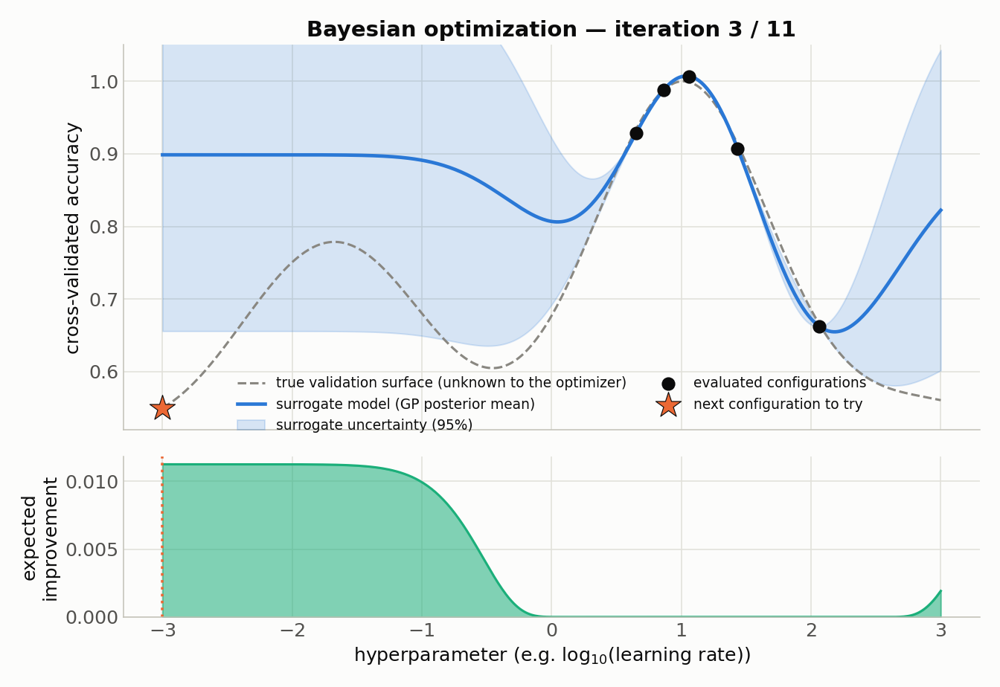 Bayesian optimization — iteration 3 / 11
cross-validated accuracy
1.0
0.9
0.8
0.7
0.6
true validation surface (unknown to the optimizer)
surrogate model (GP posterior mean)
surrogate uncertainty (95%)
evaluated configurations
next configuration to try
expected
improvement
0.010
0.005
0.000
−3 −2 −1 0 1 2 3
hyperparameter (e.g. log₁₀(learning rate))